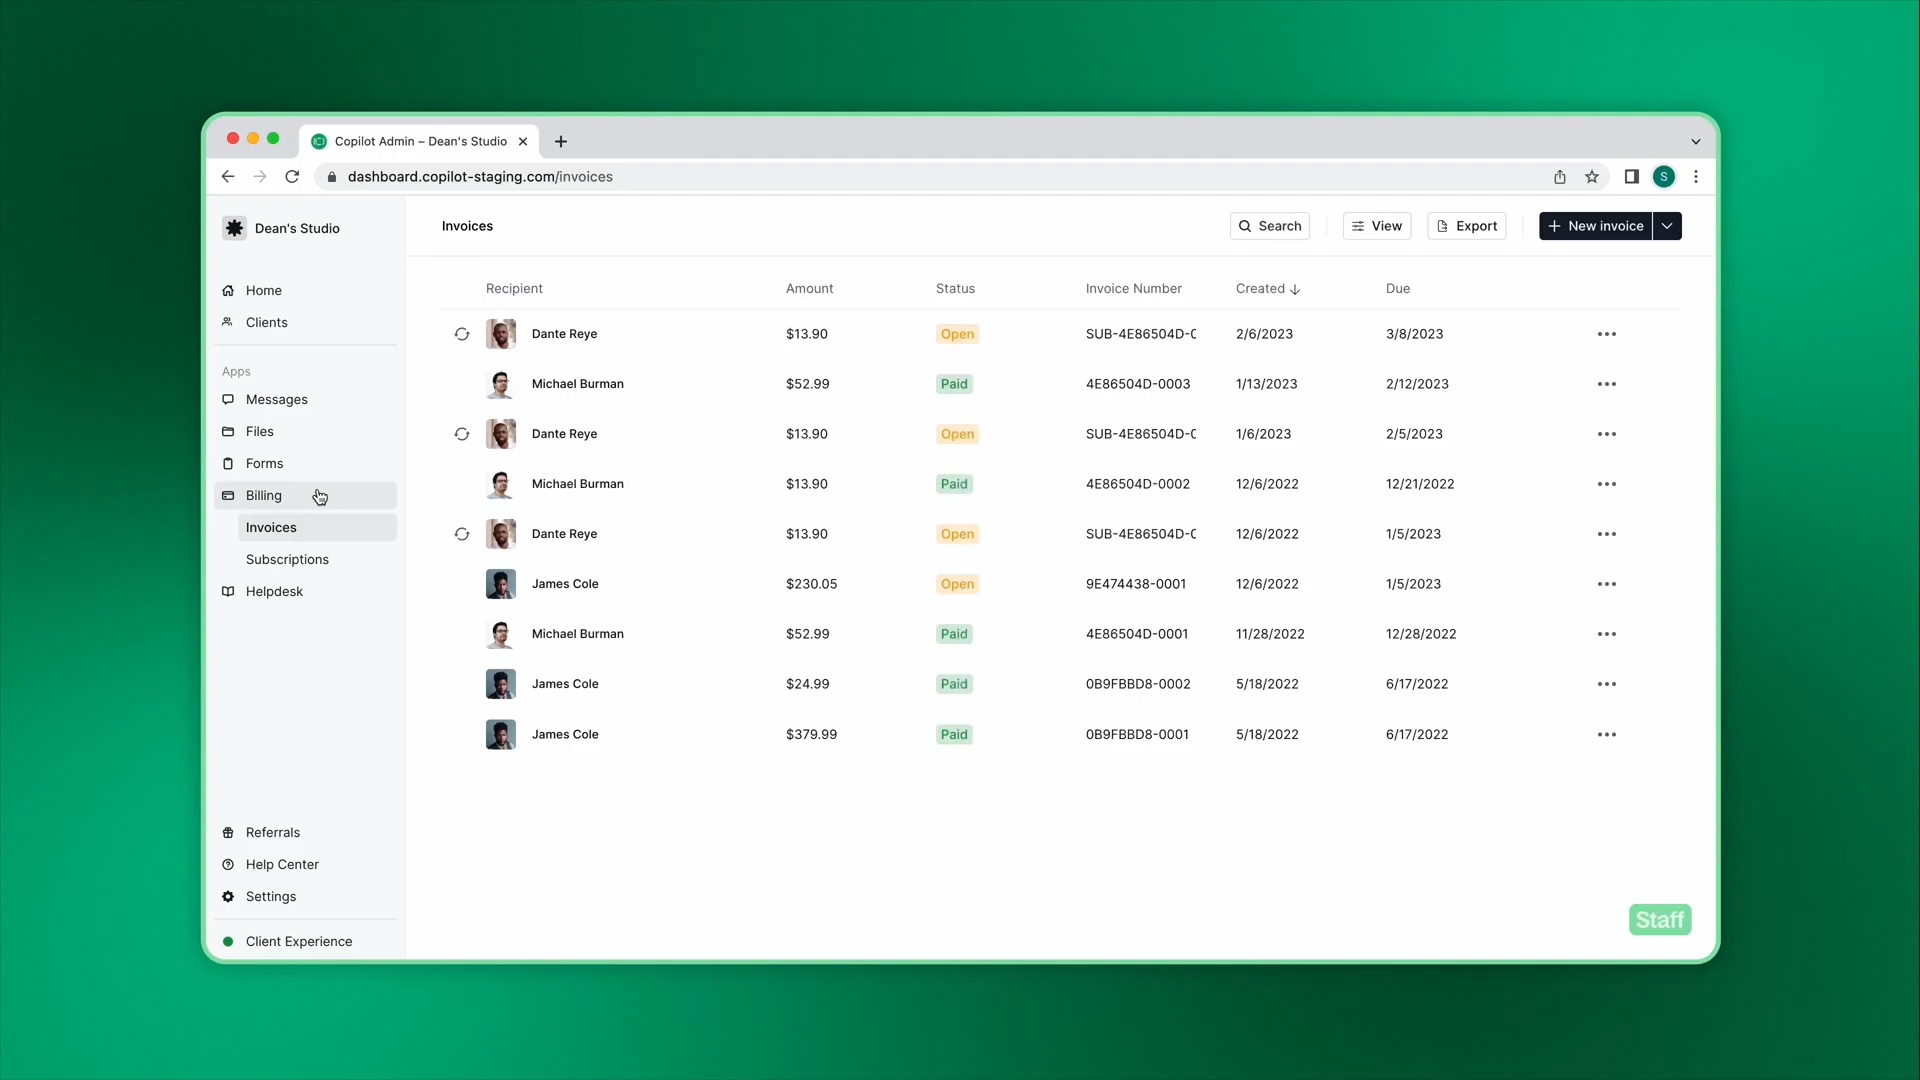 Copilot Admin – Dean's Studio
dashboard.copilot-staging.com/invoices
S
Dean's Studio
Home
Clients
Apps
Messages
Files
Forms
Billing
Invoices
Subscriptions
Helpdesk
Referrals
Help Center
Settings
Client Experience
Invoices
Search
View
Export
New invoice
Recipient Amount Status Invoice Number Created Due
Dante Reye $13.90 Open SUB-4E86504D- 2/6/2023 3/8/2023
Michael Burman $52.99 Paid 4E86504D-0003 1/13/2023 2/12/2023
Dante Reye $13.90 Open SUB-4E86504D- 1/6/2023 2/5/2023
Michael Burman $13.90 Paid 4E86504D-0002 12/6/2022 12/21/2022
Dante Reye $13.90 Open SUB-4E86504D- 12/6/2022 1/5/2023
James Cole $230.05 Open 9E474438-0001 12/6/2022 1/5/2023
Michael Burman $52.99 Paid 4E86504D-0001 11/28/2022 12/28/2022
James Cole $24.99 Paid 0B9FBBD8-0002 5/18/2022 6/17/2022
James Cole $379.99 Paid 0B9FBBD8-0001 5/18/2022 6/17/2022
Staff